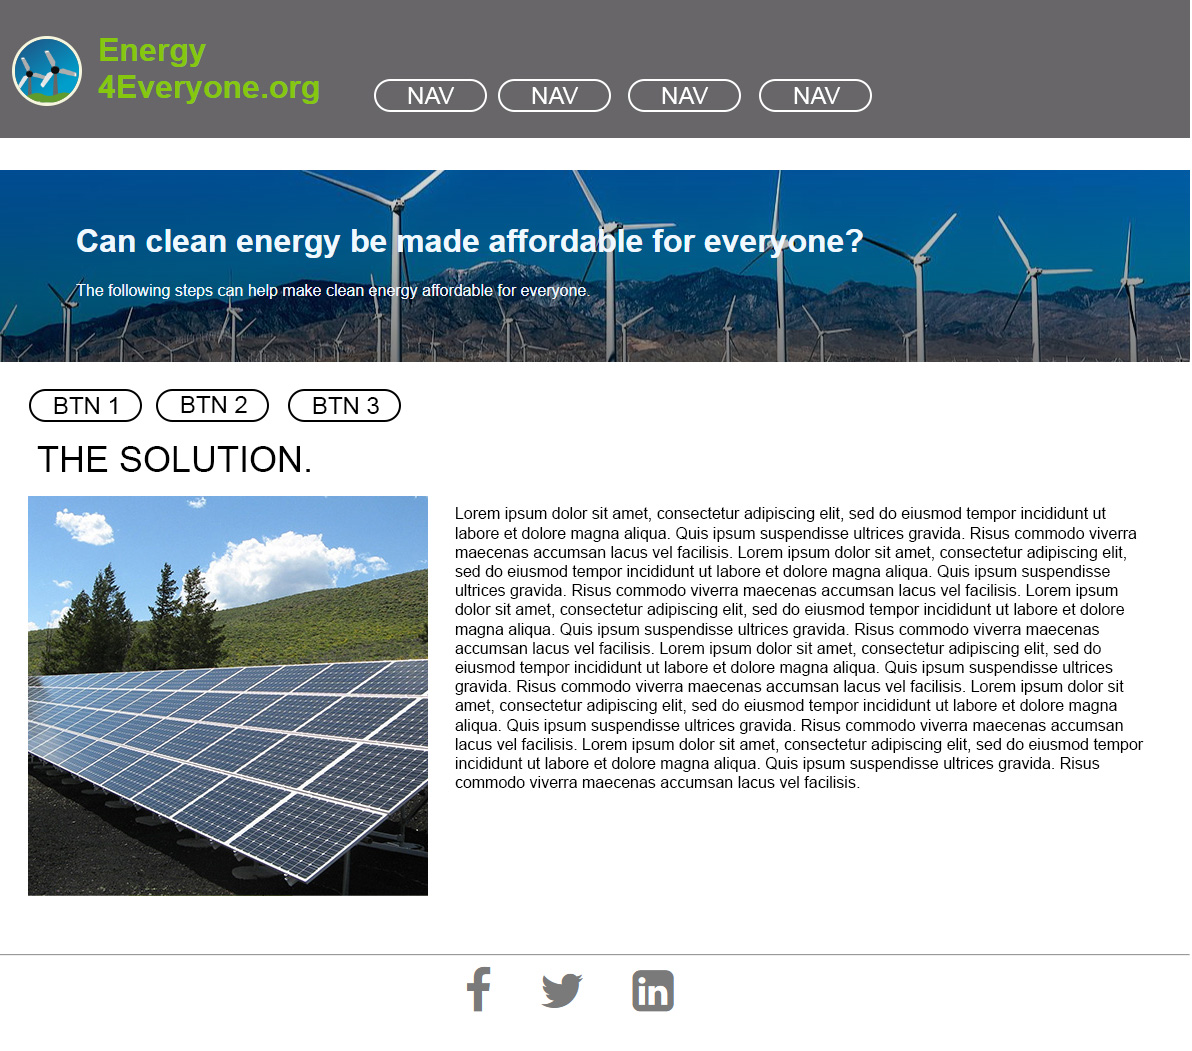 Energy
4Everyone.org
NAV NAV NAV NAV
Can clean energy be made affordable for everyone?
The following steps can help make clean energy affordable for everyone.
BTN 1 BTN 2 BTN 3
THE SOLUTION.
Lorem ipsum dolor sit amet, consectetur adipiscing elit, sed do eiusmod tempor incididunt ut
labore et dolore magna aliqua. Quis ipsum suspendisse ultrices gravida. Risus commodo viverra
maecenas accumsan lacus vel facilisis. Lorem ipsum dolor sit amet, consectetur adipiscing elit,
sed do eiusmod tempor incididunt ut labore et dolore magna aliqua. Quis ipsum suspendisse
ultrices gravida. Risus commodo viverra maecenas accumsan lacus vel facilisis. Lorem ipsum
dolor sit amet, consectetur adipiscing elit, sed do eiusmod tempor incididunt ut labore et dolore
magna aliqua. Quis ipsum suspendisse ultrices gravida. Risus commodo viverra maecenas
accumsan lacus vel facilisis. Lorem ipsum dolor sit amet, consectetur adipiscing elit, sed do
eiusmod tempor incididunt ut labore et dolore magna aliqua. Quis ipsum suspendisse ultrices
gravida. Risus commodo viverra maecenas accumsan lacus vel facilisis. Lorem ipsum dolor sit
amet, consectetur adipiscing elit, sed do eiusmod tempor incididunt ut labore et dolore magna
aliqua. Quis ipsum suspendisse ultrices gravida. Risus commodo viverra maecenas accumsan
lacus vel facilisis. Lorem ipsum dolor sit amet, consectetur adipiscing elit, sed do eiusmod tempor
incididunt ut labore et dolore magna aliqua. Quis ipsum suspendisse ultrices gravida. Risus
commodo viverra maecenas accumsan lacus vel facilisis.
f in